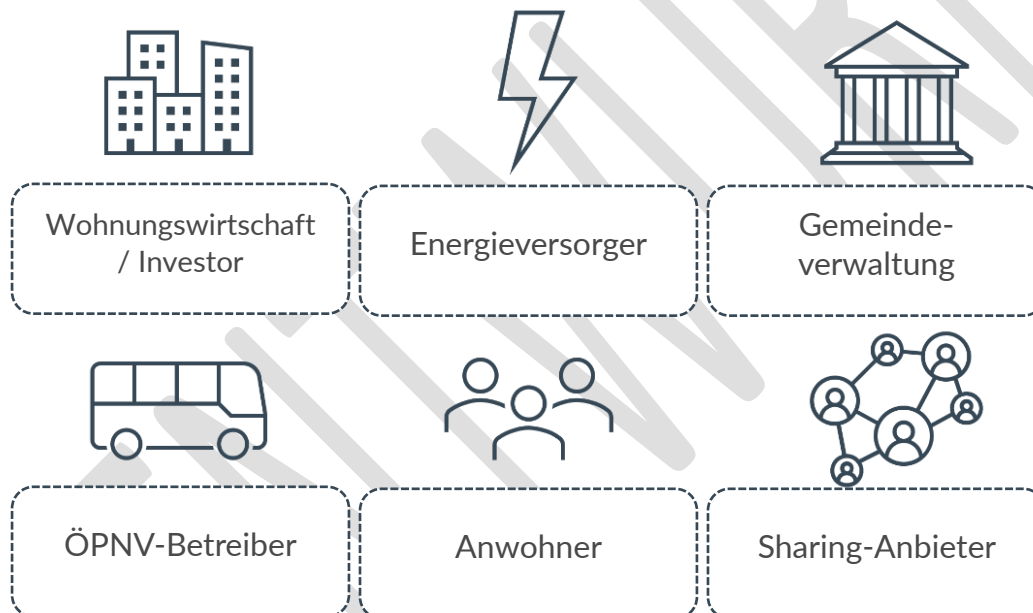 Wohnungswirtschaft
/ Investor
Energieversorger
Gemeinde-
verwaltung
ÖPNV-Betreiber
Anwohner
Sharing-Anbieter